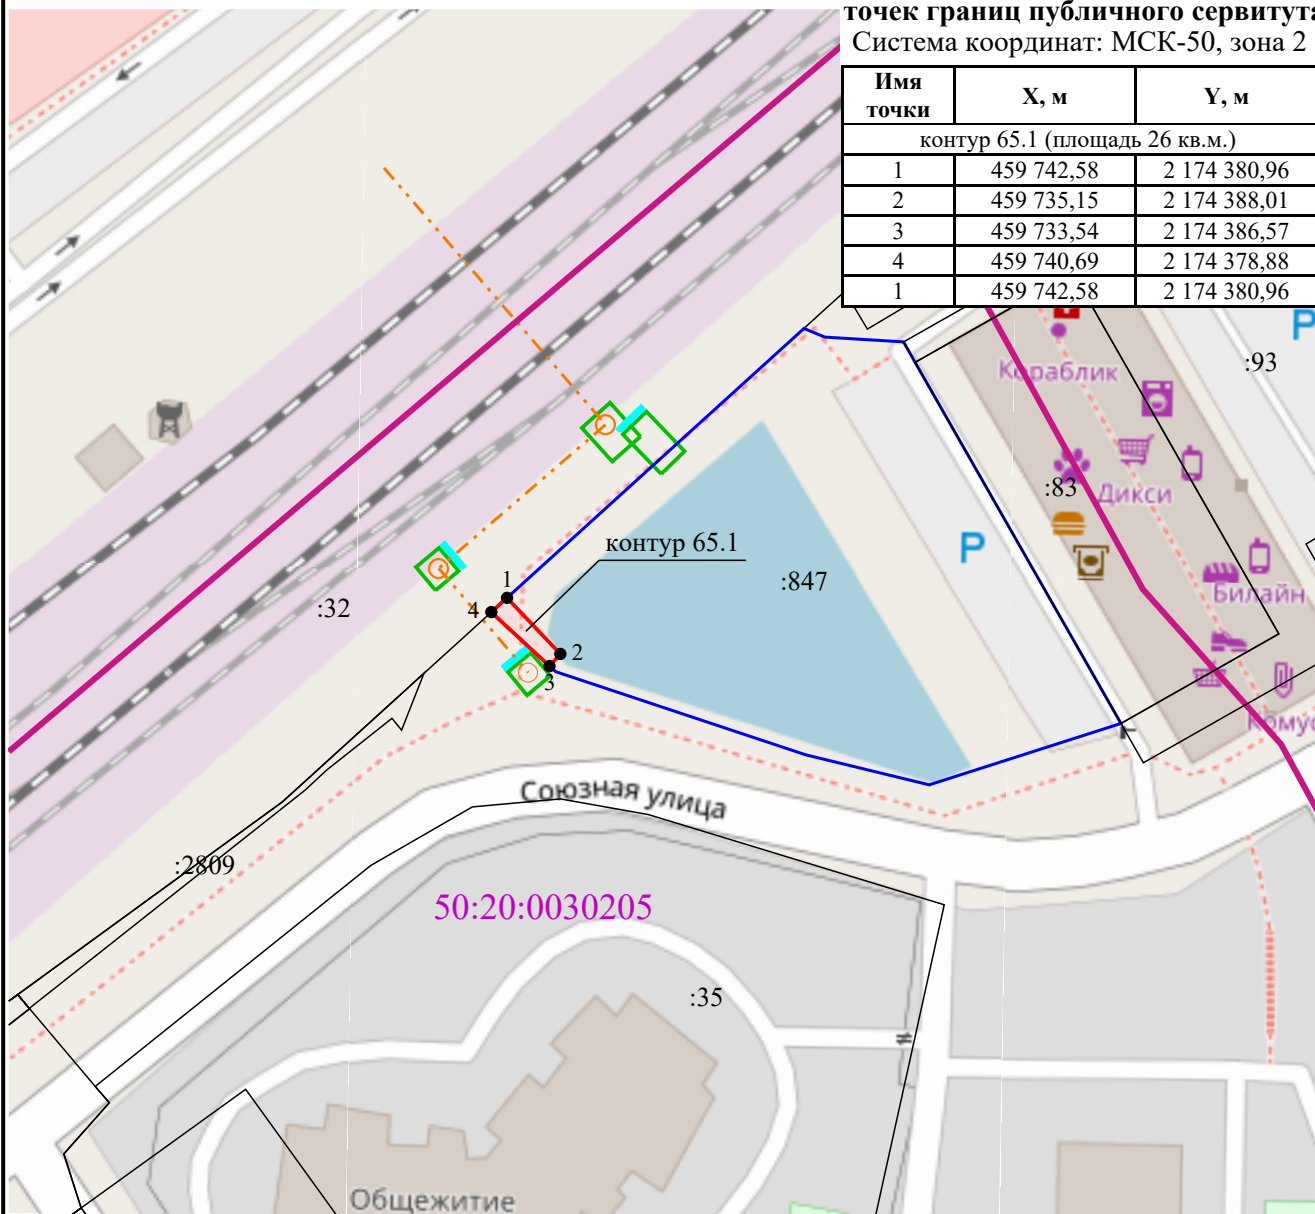 точек границ публичного сервитута
Система координат: МСК-50, зона 2
Имя точки X, м Y, м
контур 65.1 (площадь 26 кв.м.)
1 459 742,58 2 174 380,96
2 459 735,15 2 174 388,01
3 459 733,54 2 174 386,57
4 459 740,69 2 174 378,88
1 459 742,58 2 174 380,96
P
:93
Кораблик
:83
Дикси
контур 65.1
P
:847
1
Билайн
4
:32
2
3
Комус
Союзная улица
:2809
50:20:0030205
:35
Общежитие